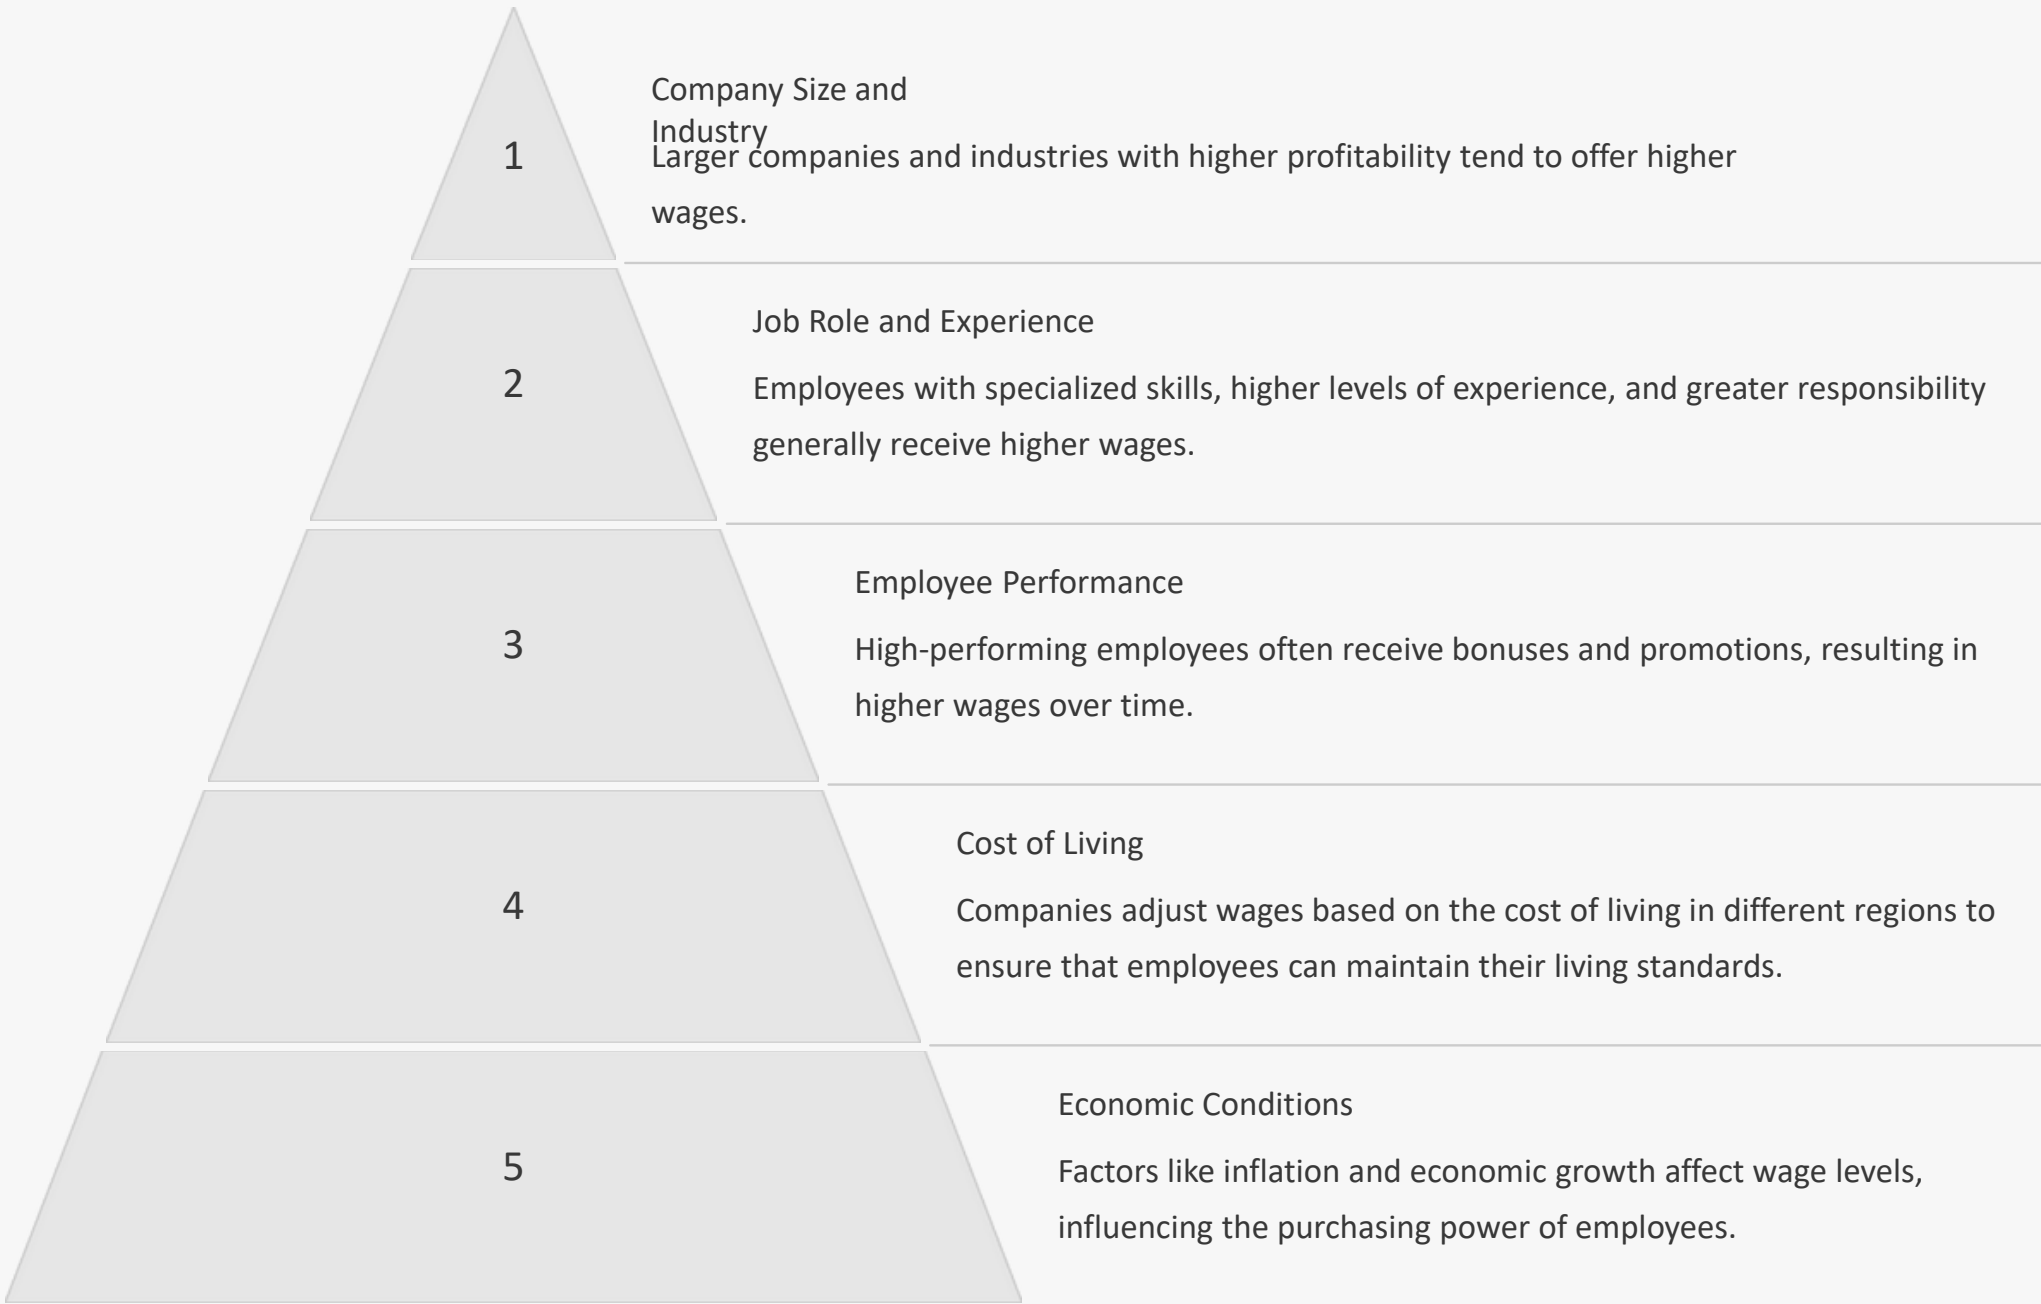 1
Company Size and
Industry
Larger companies and industries with higher profitability tend to offer higher
wages.
2
Job Role and Experience
Employees with specialized skills, higher levels of experience, and greater responsibility
generally receive higher wages.
3
Employee Performance
High-performing employees often receive bonuses and promotions, resulting in
higher wages over time.
4
Cost of Living
Companies adjust wages based on the cost of living in different regions to
ensure that employees can maintain their living standards.
5
Economic Conditions
Factors like inflation and economic growth affect wage levels,
influencing the purchasing power of employees.